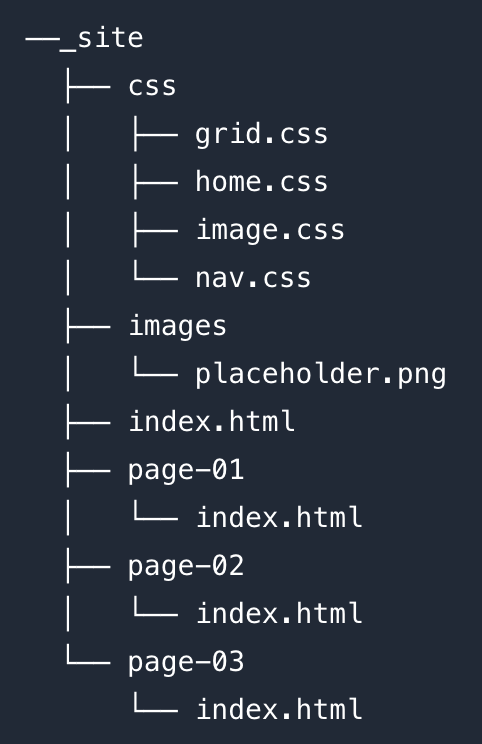 ──_site
  ├── css
  │   ├── grid.css
  │   ├── home.css
  │   ├── image.css
  │   └── nav.css
  ├── images
  │   └── placeholder.png
  ├── index.html
  ├── page-01
  │   └── index.html
  ├── page-02
  │   └── index.html
  └── page-03
      └── index.html